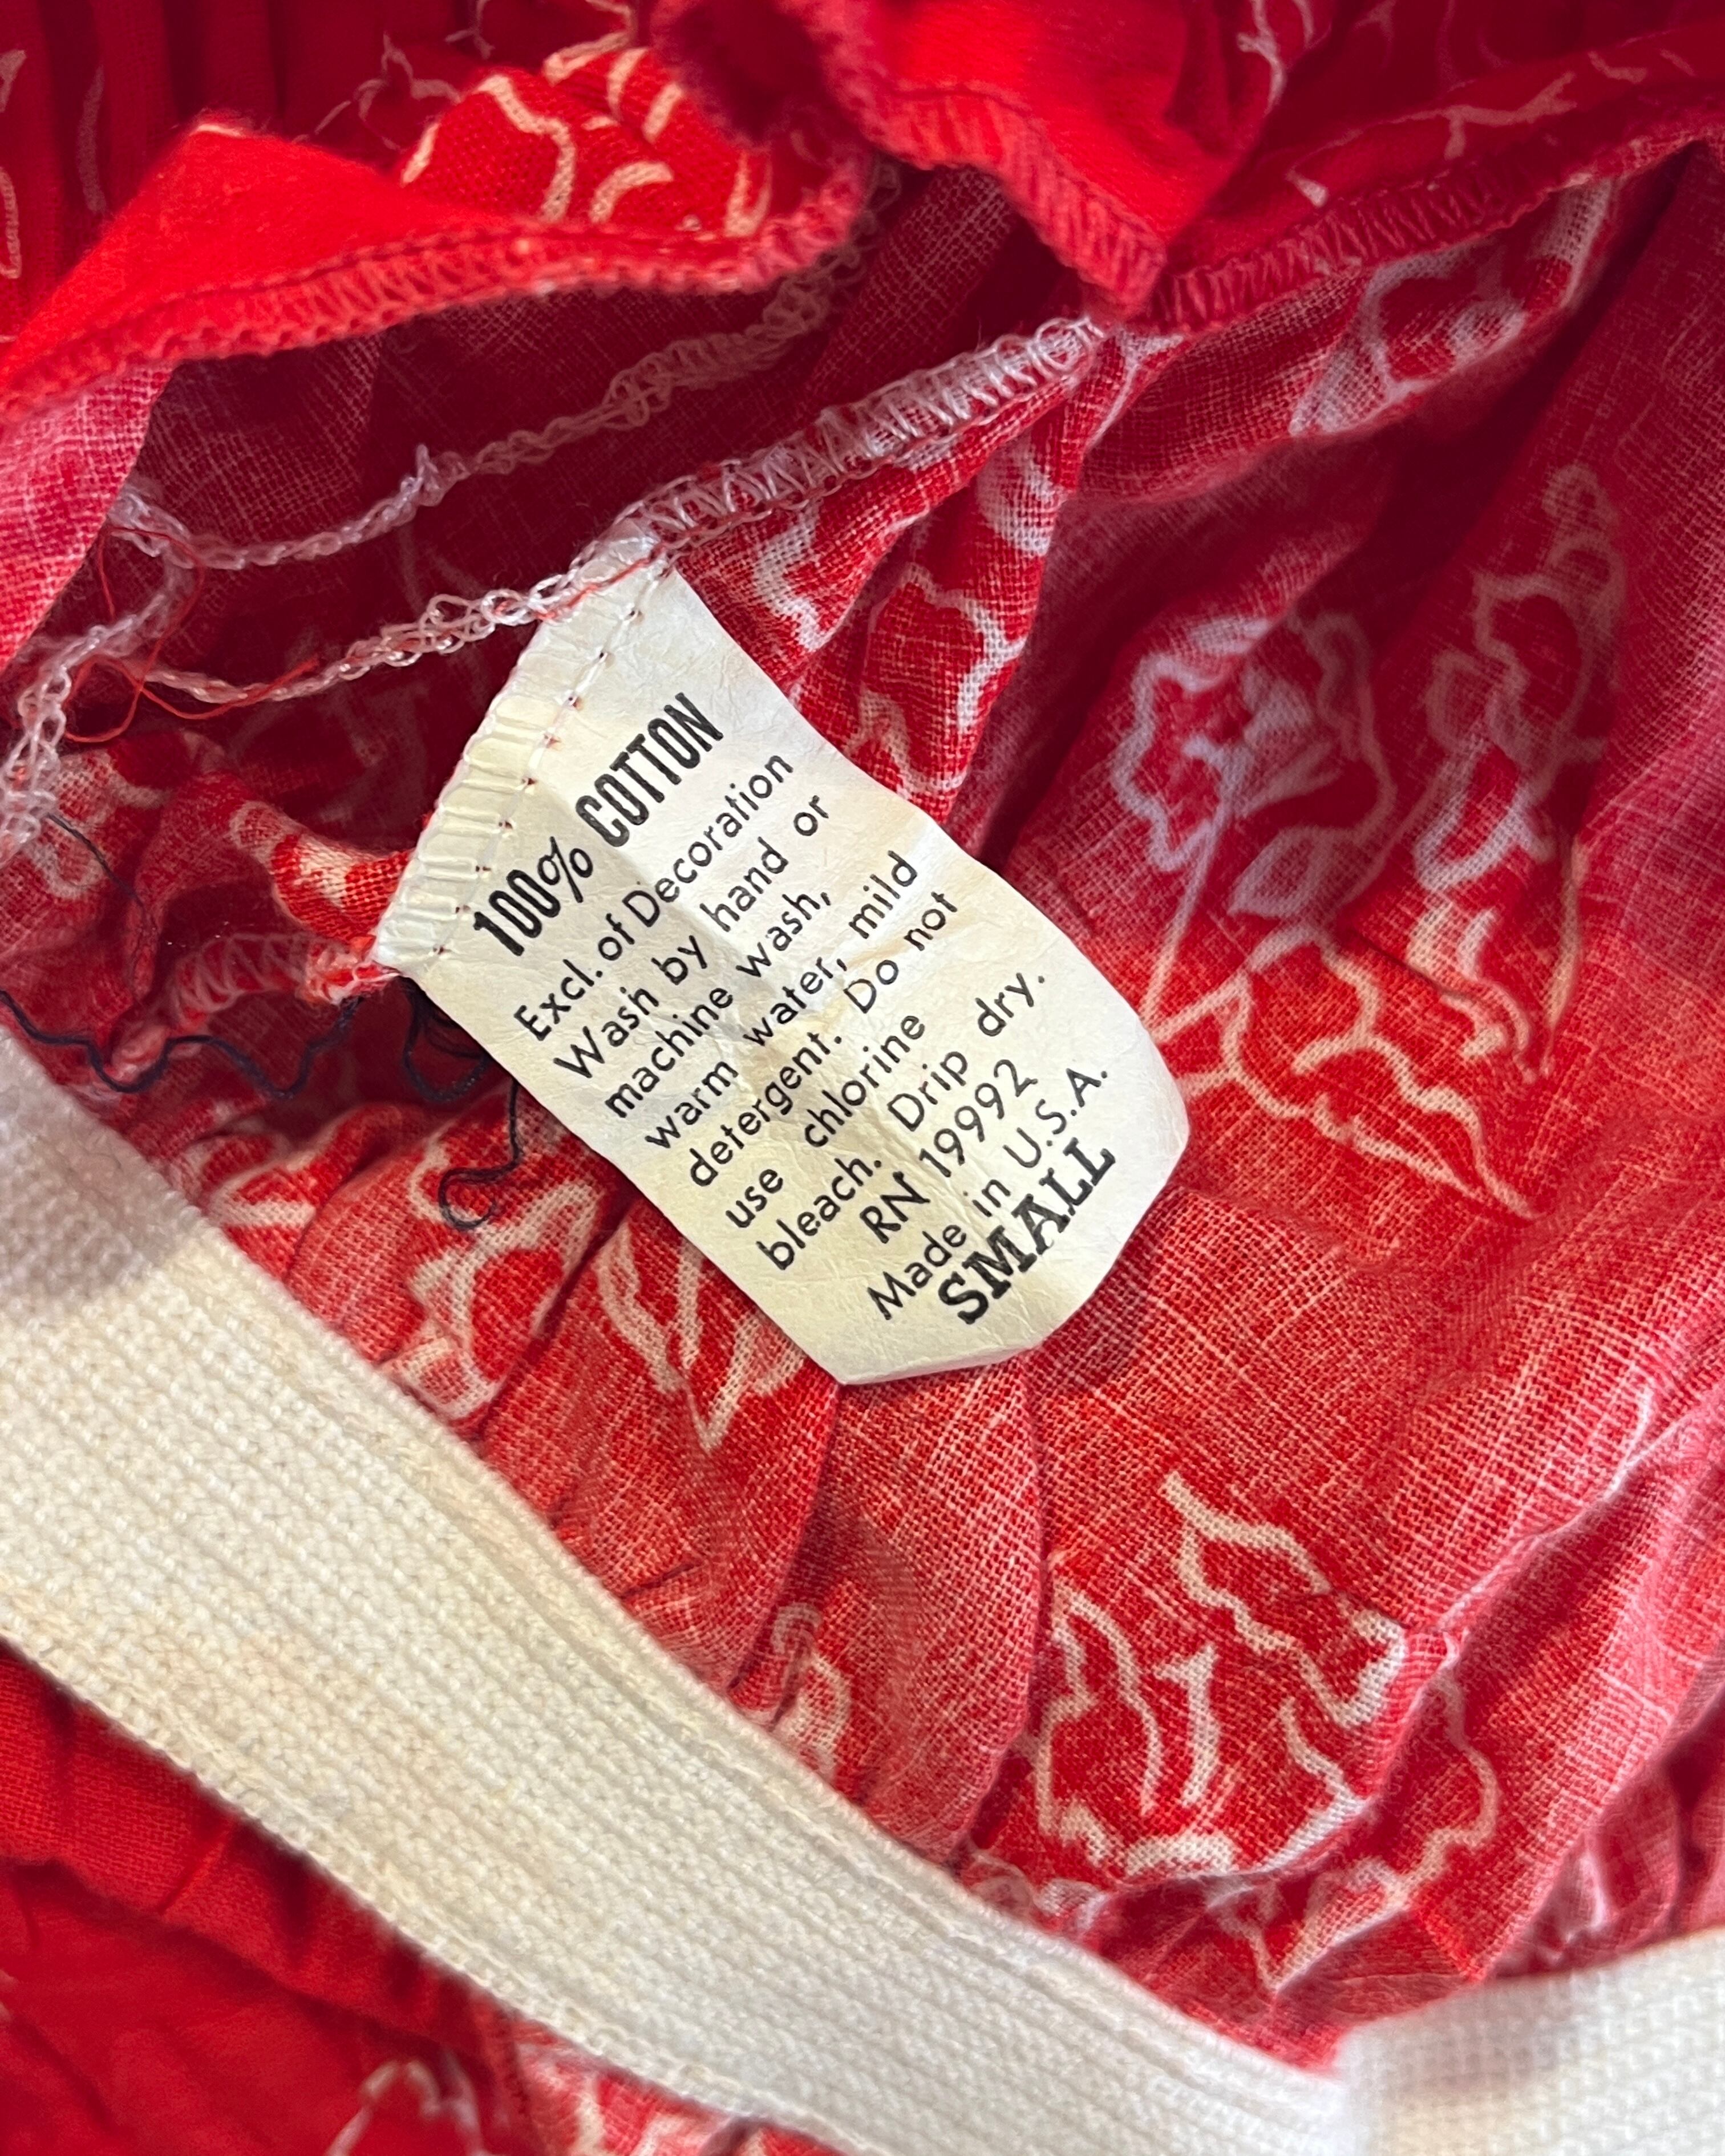 100% COTTON
Excl. of Decoration
Wash by hand or
machine wash,
warm water, mild
detergent. Do not
use chlorine
bleach. Drip dry.
RN 19992
Made in U.S.A.
SMALL